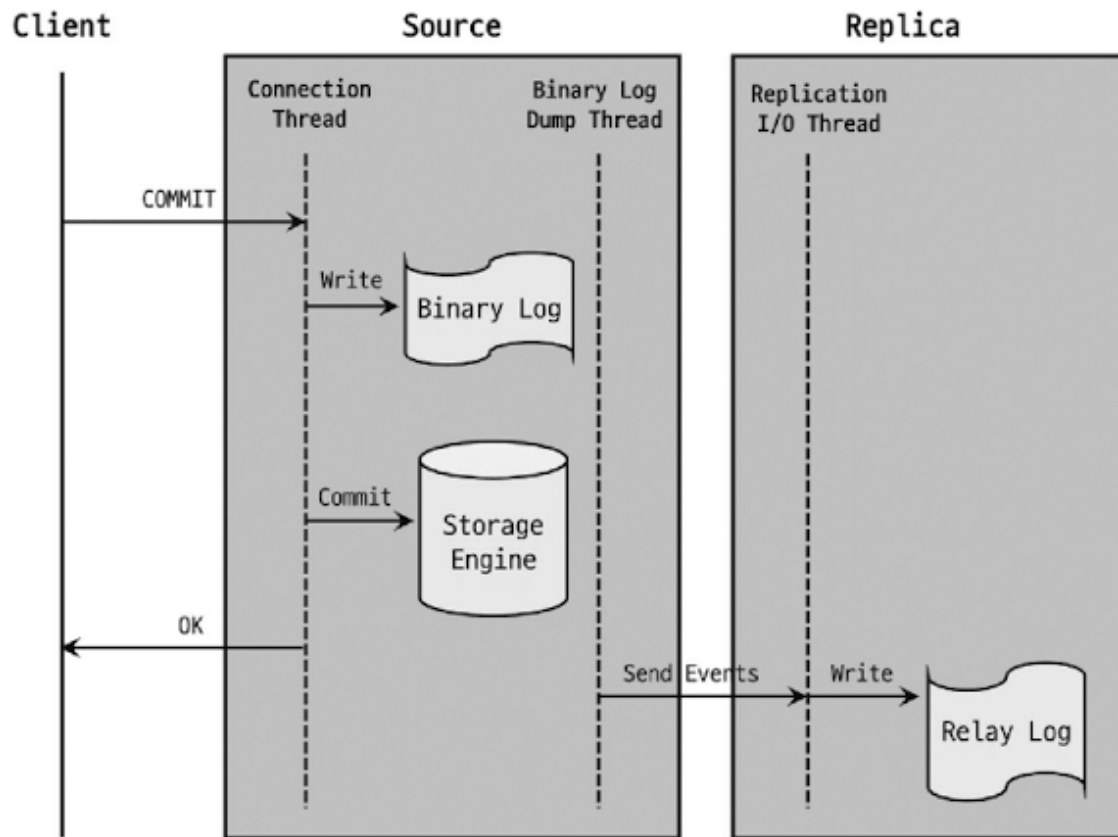 Client
Source
Replica
Connection
Thread
Binary Log
Dump Thread
Replication
I/O Thread
COMMIT
Write
Binary Log
Commit
Storage
Engine
OK
Send Events
Write
Relay Log